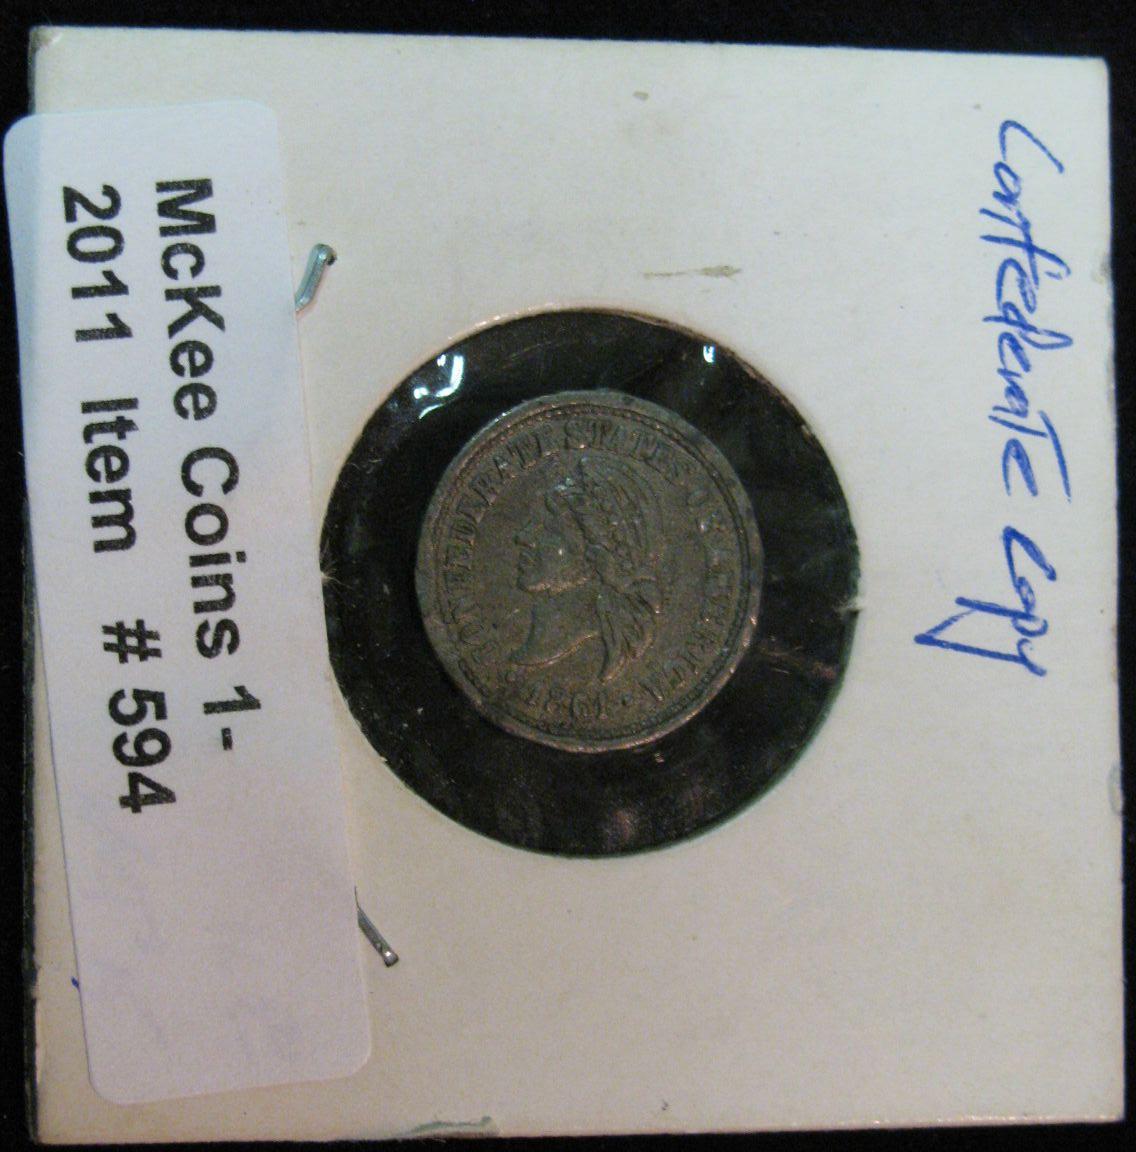 McKee Coins 1-
2011 Item # 594
Confederate Copy
CONFEDERATE STATES OF AMERICA
· 1861 ·